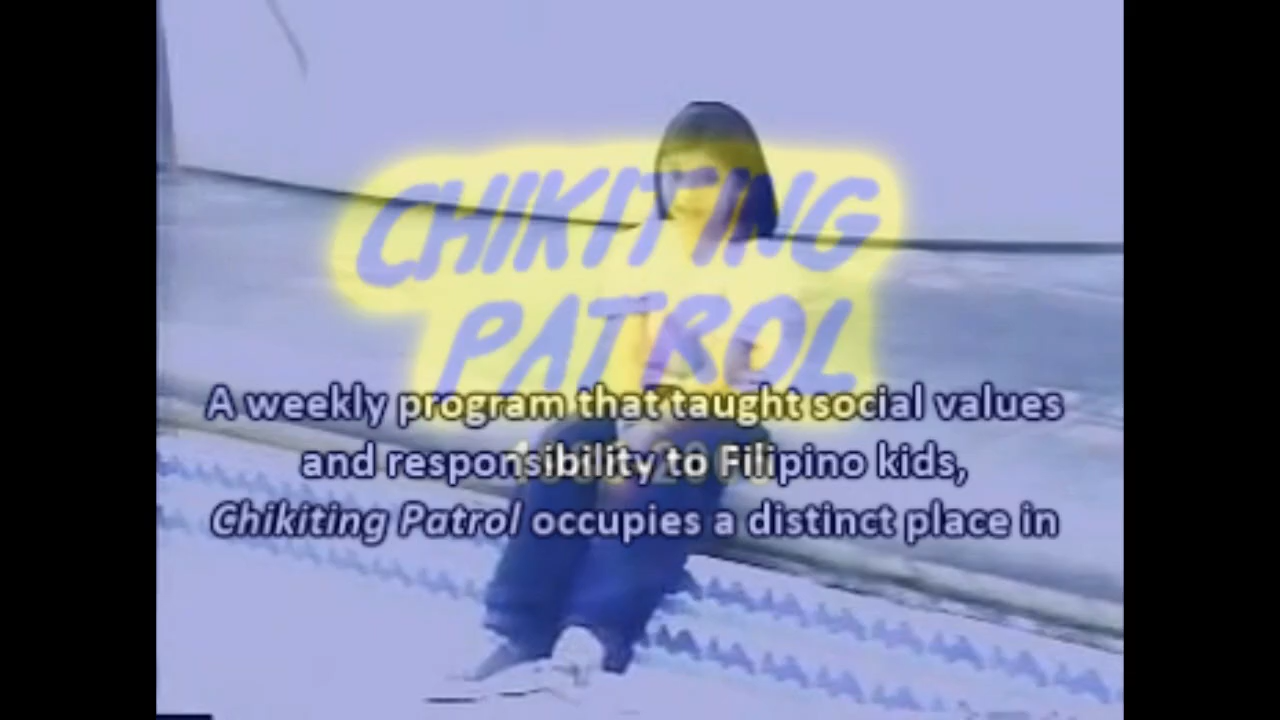 CHIKITING
PATROL
A weekly program that taught social values
and responsibility to Filipino kids,
Chikiting Patrol occupies a distinct place in